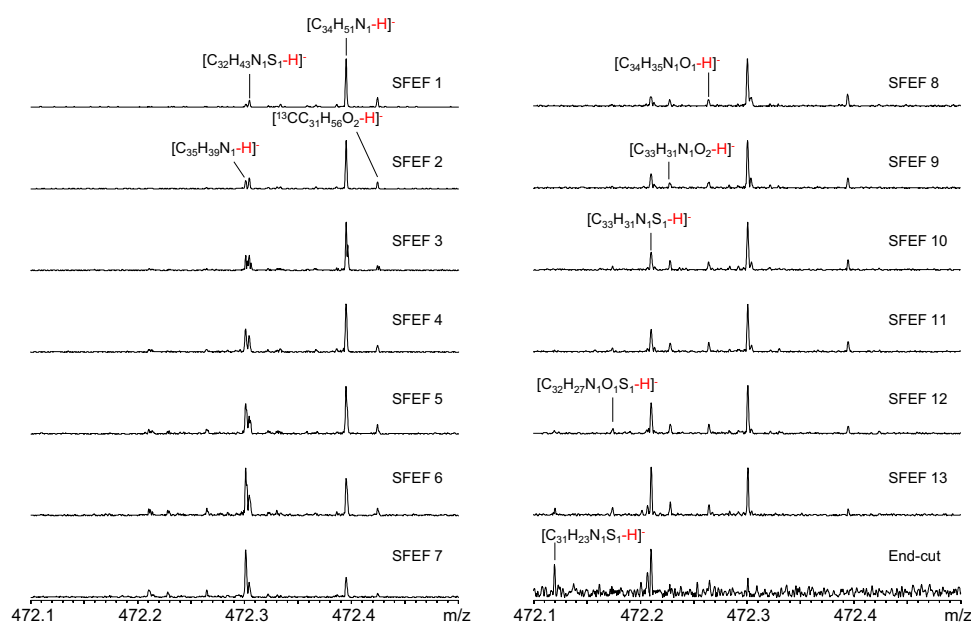 [C₃₄H₅₁N₁-H]⁻
[C₃₂H₄₃N₁S₁-H]⁻
SFEF 1
[¹³CC₃₁H₅₆O₂-H]⁻
[C₃₅H₃₉N₁-H]⁻
SFEF 2
SFEF 3
SFEF 4
SFEF 5
SFEF 6
SFEF 7
472.1 472.2 472.3 472.4 m/z
[C₃₄H₃₅N₁O₁-H]⁻
SFEF 8
[C₃₃H₃₁N₁O₂-H]⁻
SFEF 9
[C₃₃H₃₁N₁S₁-H]⁻
SFEF 10
SFEF 11
[C₃₂H₂₇N₁O₁S₁-H]⁻
SFEF 12
SFEF 13
[C₃₁H₂₃N₁S₁-H]⁻
End-cut
472.1 472.2 472.3 472.4 m/z